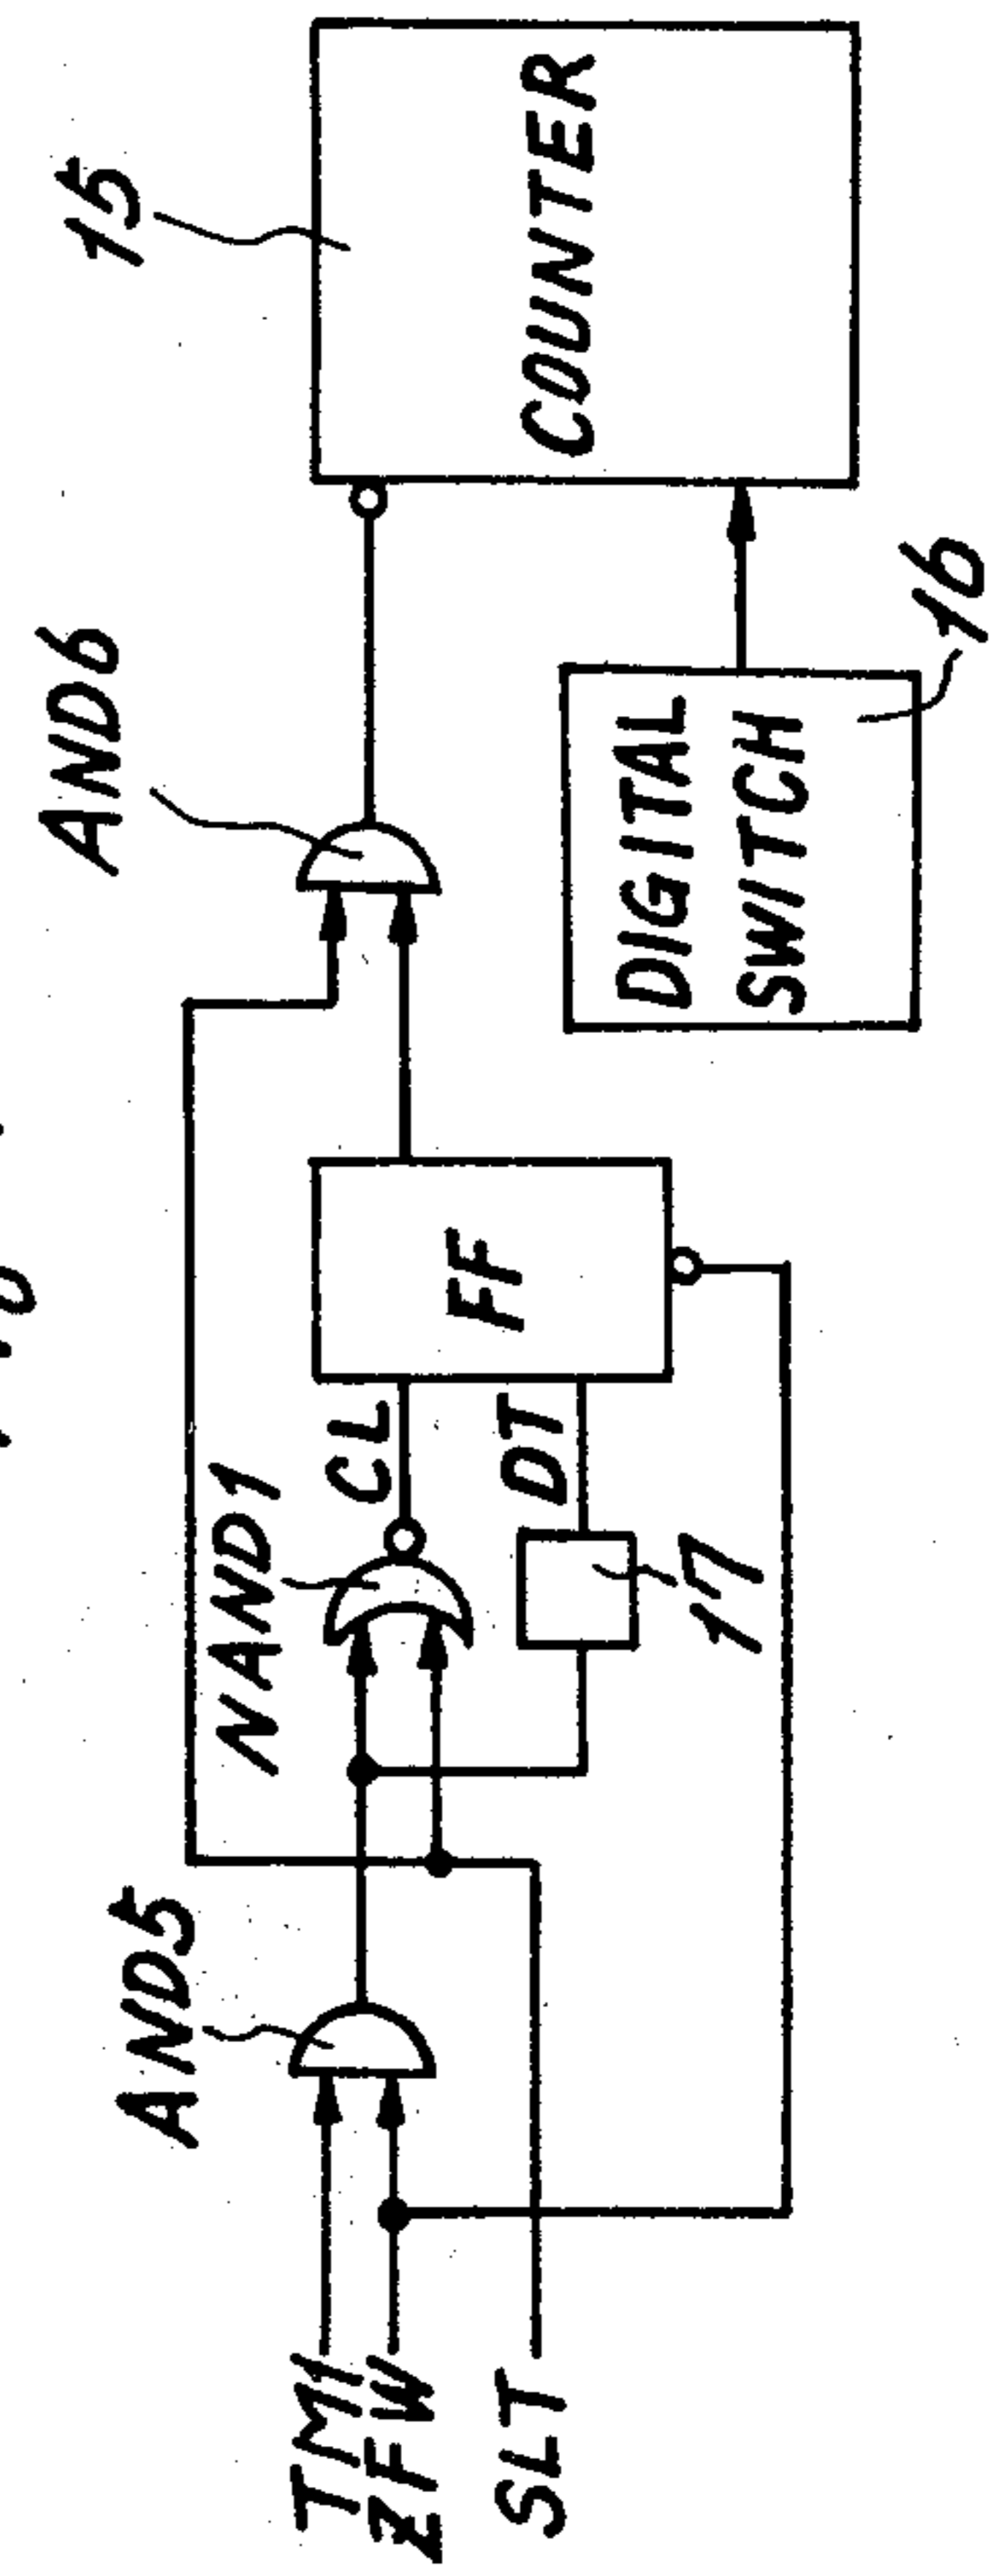 TM1
ZFW
SLT
AND5
NAND1
CL
DT
17
FF
AND6
DIGITAL
SWITCH
16
15
COUNTER